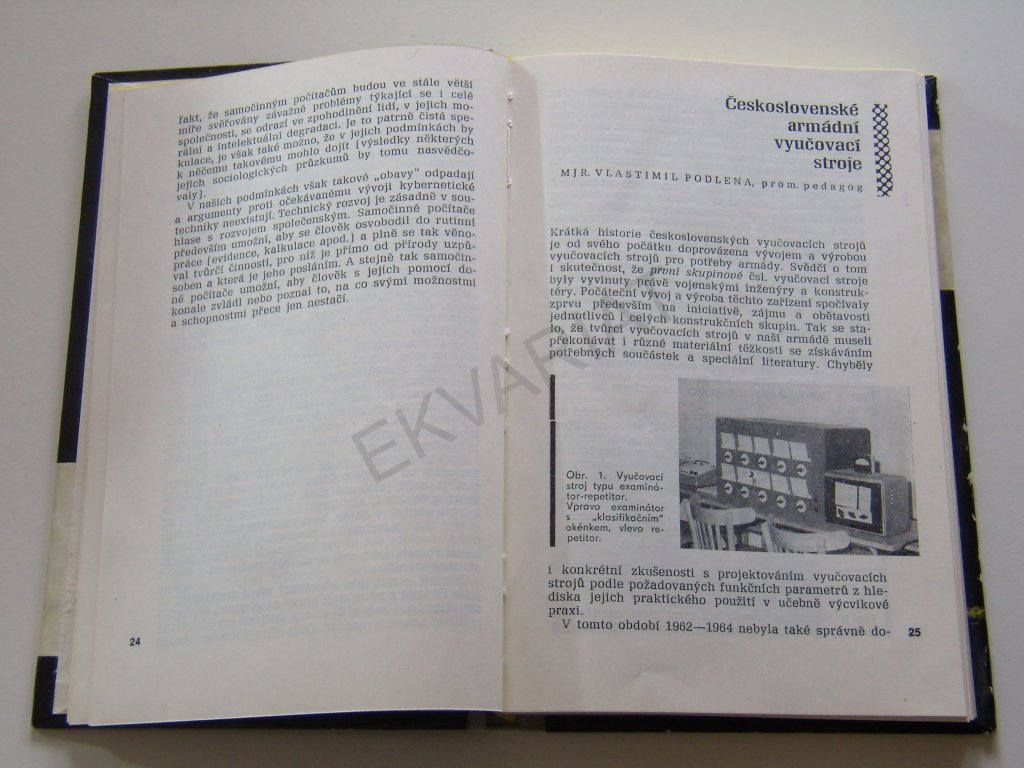 fakt, že samočinným počítačům budou ve stále větší
míře svěřovány závažné problémy týkající se i celé
společnosti, se odrazí ve zpohodlnění lidí, v jejich mo-
rální a intelektuální degradaci. Je to patrně čistá spe-
kulace, je však také možno, že v jejich podmínkách by
k něčemu takovému mohlo dojít (výsledky některých
jejich sociologických průzkumů by tomu nasvědčo-
valy).
V našich podmínkách však takové „obavy" odpadají
a argumenty proti očekávanému vývoji kybernetické
techniky neexistují. Technický rozvoj je zásadně v sou-
hlase s rozvojem společenským. Samočinné počítače
především umožní, aby se člověk osvobodil do rutinní
práce (evidence, kalkulace apod.) a plně se tak věno-
val tvůrčí činnosti, pro níž je přímo od přírody uzpů-
soben a která je jeho posláním. A stejně tak samočin-
né počítače umožní, aby člověk s jejich pomocí do-
konale zvládl nebo poznal to, na co svými možnostmi
a schopnostmi přece jen nestačí.
24
Československé
armádní
vyučovací
stroje
MJR. VLASTIMIL PODLENA, prom. pedagog
Krátká historie československých vyučovacích strojů
je od svého počátku doprovázena vývojem a výrobou
vyučovacích strojů pro potřeby armády. Svědčí o tom
i skutečnost, že první skupinové čsl. vyučovací stroje
byly vyvinuty právě vojenskými inženýry a konstruk-
téry. Počáteční vývoj a výroba těchto zařízení spočívaly
zprvu především na iniciativě, zájmu a obětavosti
jednotlivců i celých konstrukčních skupin. Tak se sta-
lo, že tvůrci vyučovacích strojů v naší armádě museli
překonávat i různé materiální těžkosti se získáváním
potřebných součástek a speciální literatury. Chyběly
Obr. 1. Vyučovací
stroj typu examiná-
tor-repetitor.
Vpravo examinátor
s „klasifikačním"
okénkem, vlevo re-
petitor.
i konkrétní zkušenosti s projektováním vyučovacích
strojů podle požadovaných funkčních parametrů z hle-
diska jejich praktického použití v učebně výcvikové
praxi.
V tomto období 1962—1964 nebyla také správně do-
25